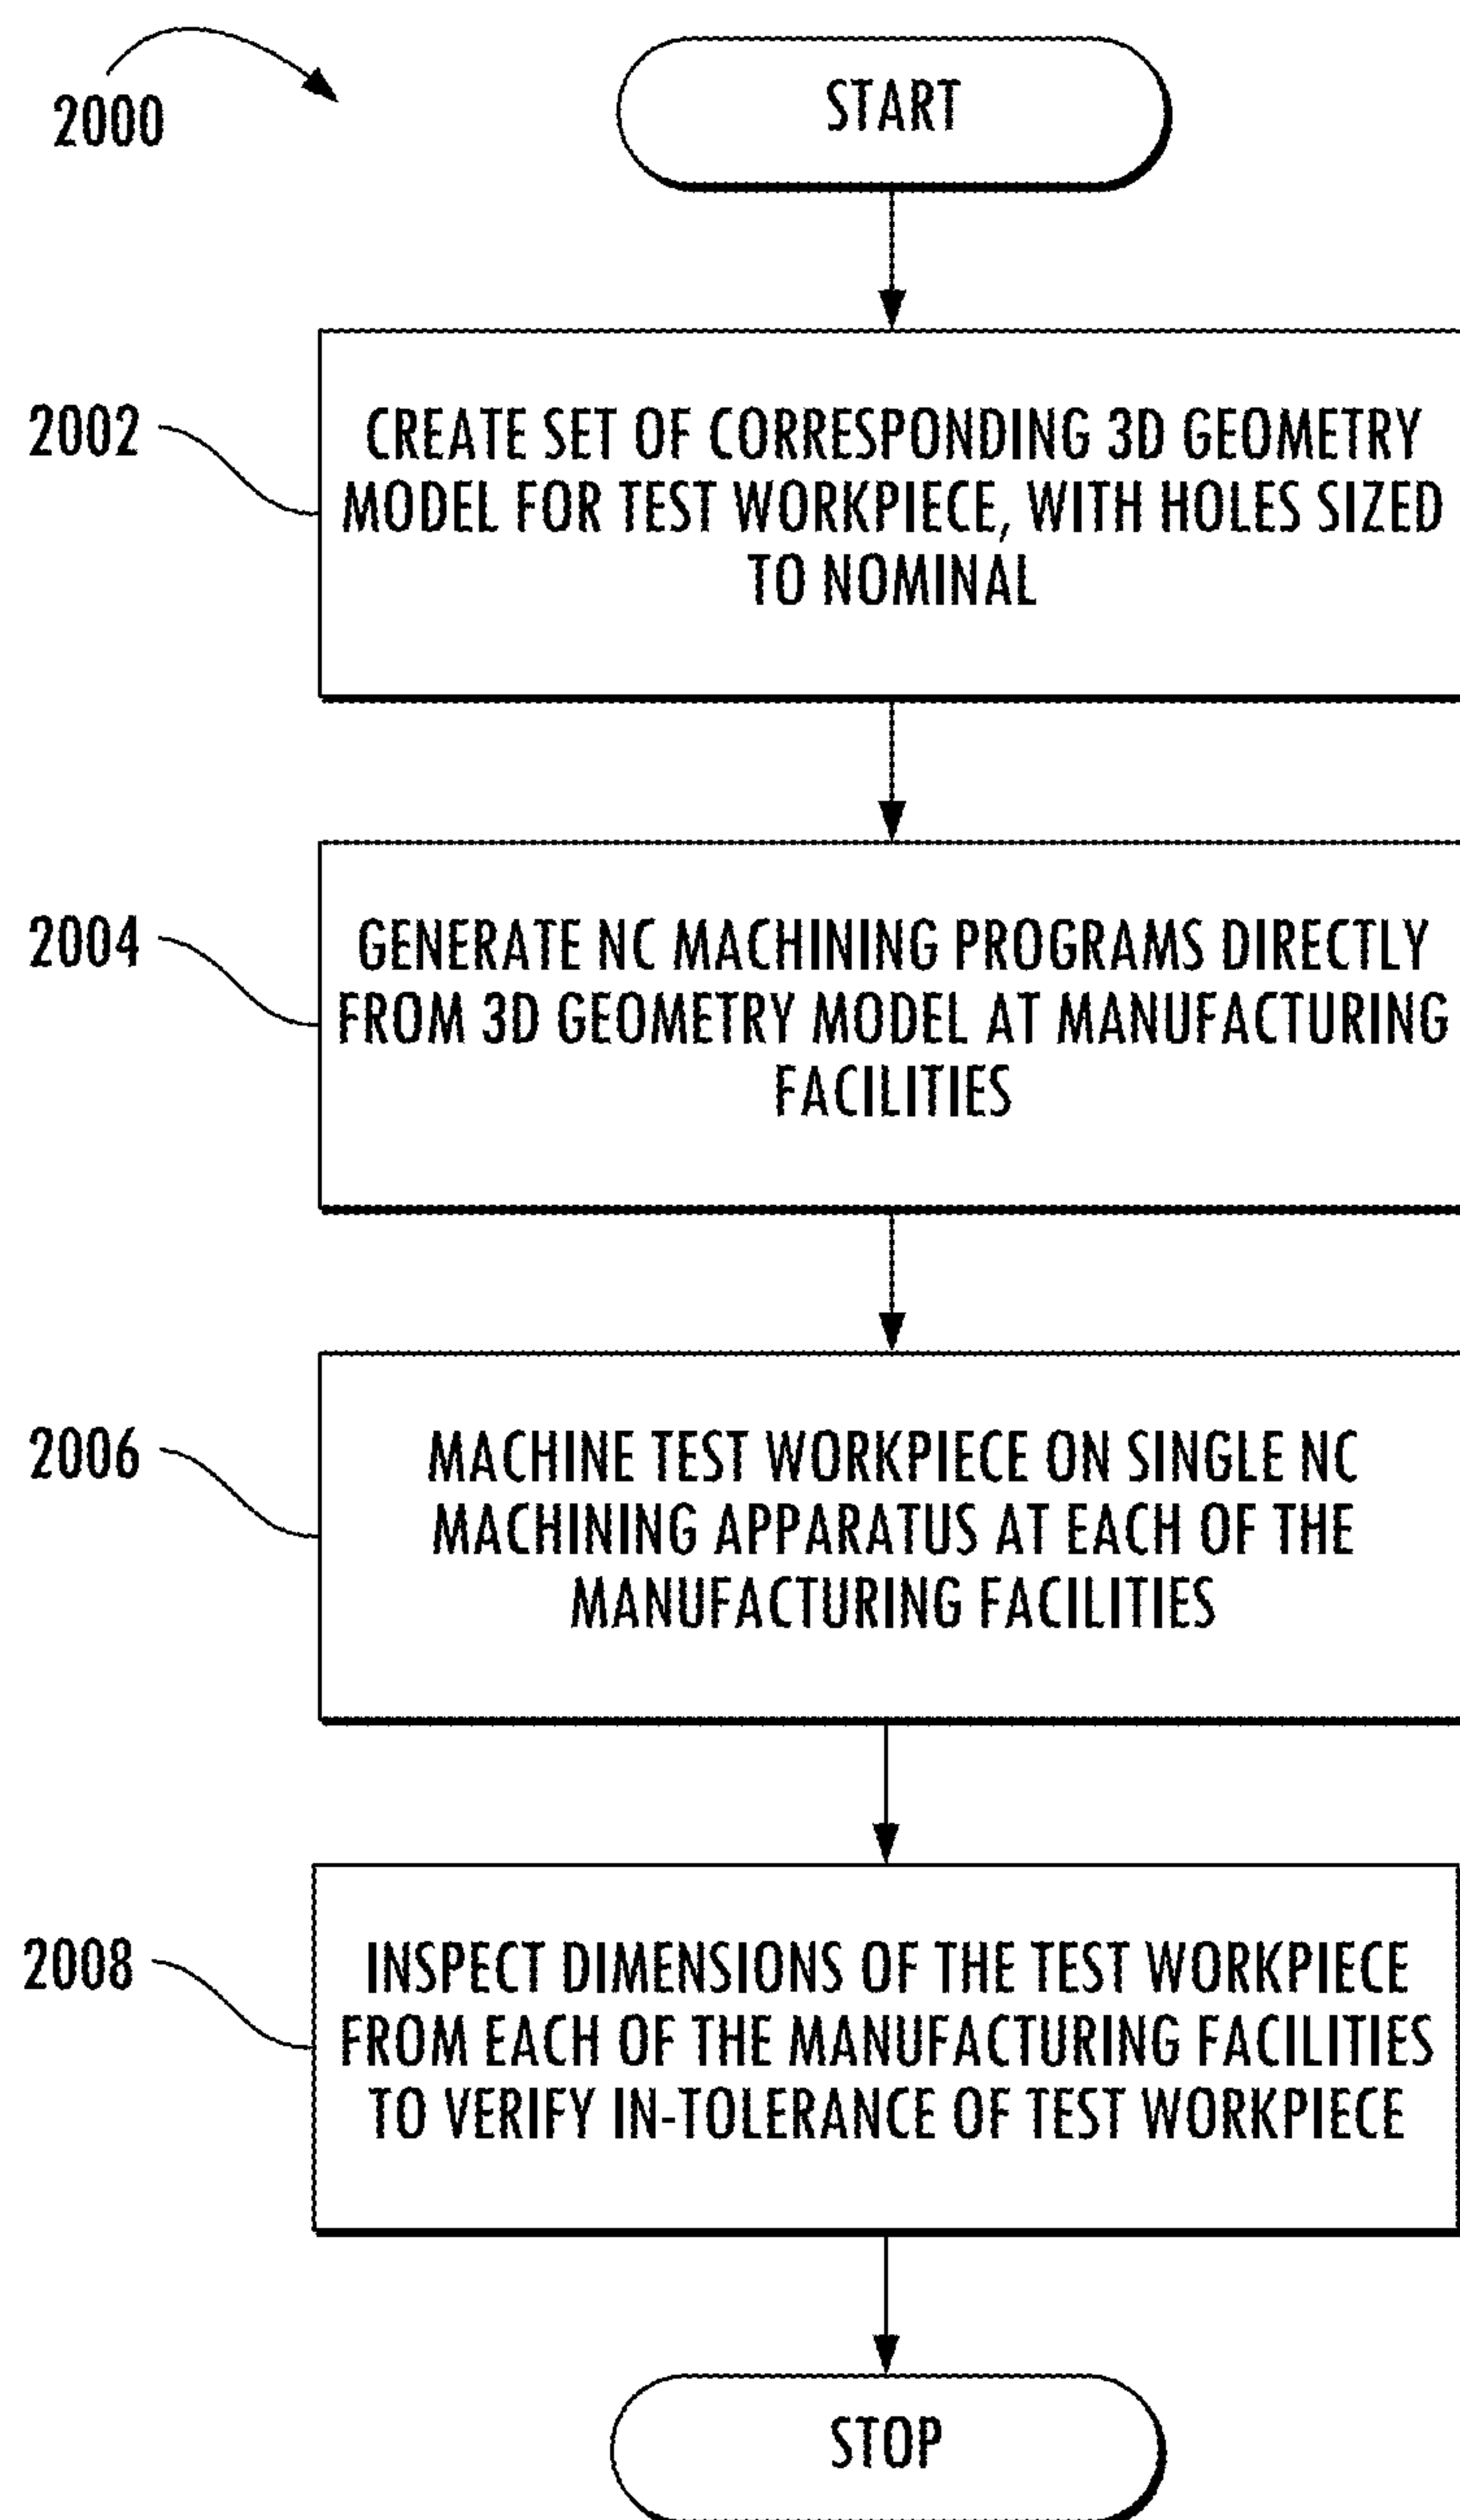 2000
START
2002
CREATE SET OF CORRESPONDING 3D GEOMETRY
MODEL FOR TEST WORKPIECE, WITH HOLES SIZED
TO NOMINAL
2004
GENERATE NC MACHINING PROGRAMS DIRECTLY
FROM 3D GEOMETRY MODEL AT MANUFACTURING
FACILITIES
2006
MACHINE TEST WORKPIECE ON SINGLE NC
MACHINING APPARATUS AT EACH OF THE
MANUFACTURING FACILITIES
2008
INSPECT DIMENSIONS OF THE TEST WORKPIECE
FROM EACH OF THE MANUFACTURING FACILITIES
TO VERIFY IN-TOLERANCE OF TEST WORKPIECE
STOP